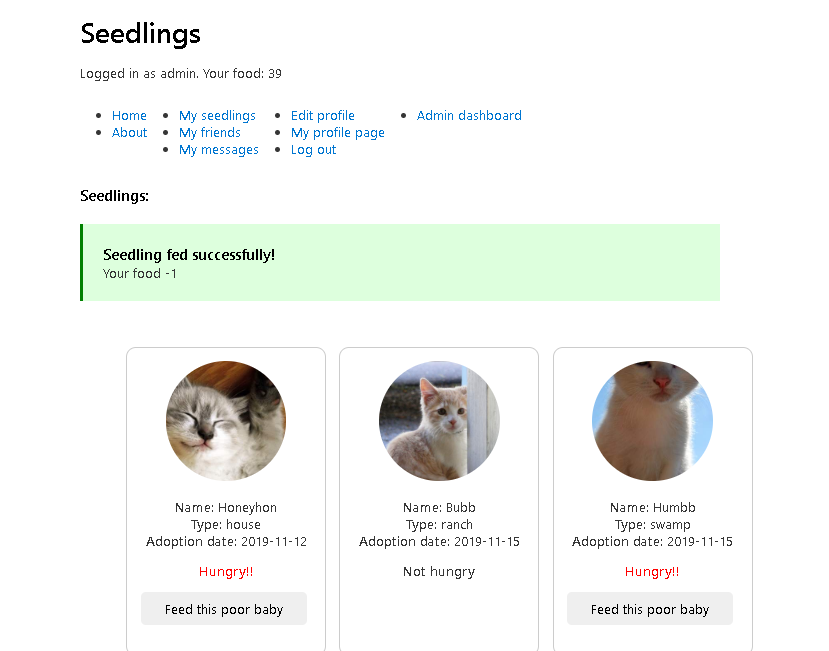 Seedlings
Logged in as admin. Your food: 39
Home
About
My seedlings
My friends
My messages
Edit profile
My profile page
Log out
Admin dashboard
Seedlings:
Seedling fed successfully!
Your food -1
Name: Honeyhon
Type: house
Adoption date: 2019-11-12
Hungry!!
Feed this poor baby
Name: Bubb
Type: ranch
Adoption date: 2019-11-15
Not hungry
Name: Humbb
Type: swamp
Adoption date: 2019-11-15
Hungry!!
Feed this poor baby